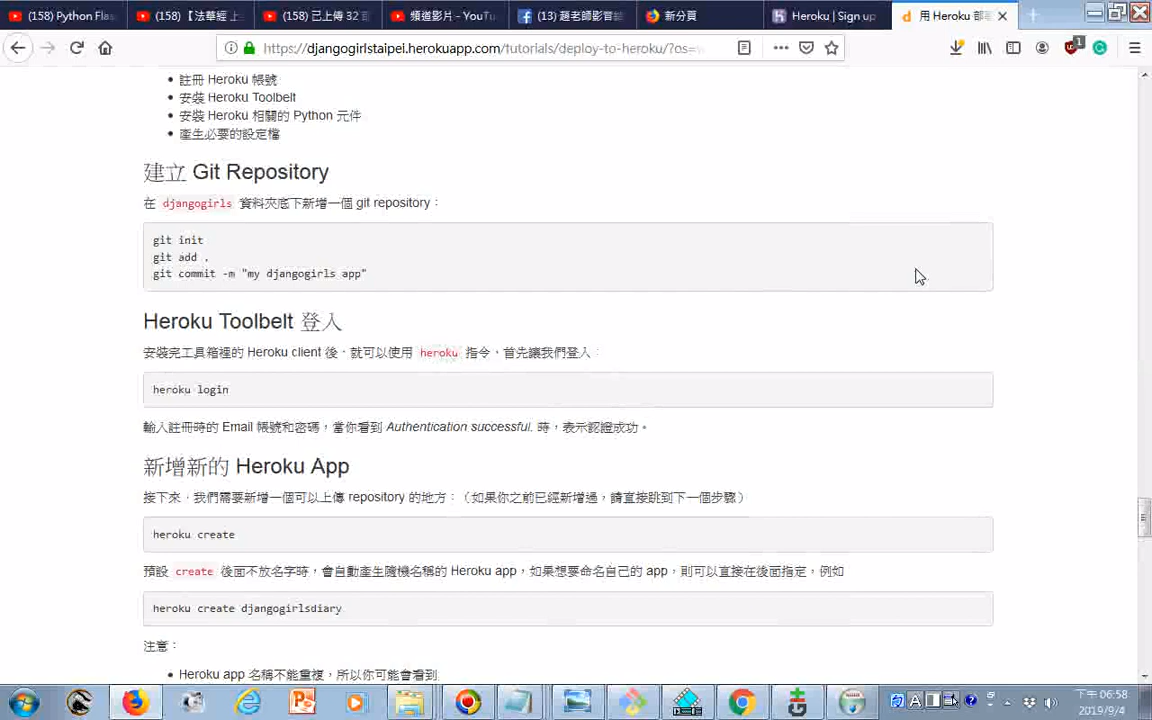 (158) Python Flas
(158)【法華經 上
(158) 已上傳 32 部
頻道影片 - YouTu
(13) 趙老師影音
新分頁
Heroku | Sign up
用 Heroku 部署
https://djangogirlstaipei.herokuapp.com/tutorials/deploy-to-heroku/?os=
1
註冊 Heroku 帳號
安裝 Heroku Toolbelt
安裝 Heroku 相關的 Python 元件
產生必要的設定檔
建立 Git Repository
在 djangogirls 資料夾底下新增一個 git repository：
git init
git add .
git commit -m "my djangogirls app"
Heroku Toolbelt 登入
安裝完工具箱裡的 Heroku client 後，就可以使用 heroku 指令，首先讓我們登入：
heroku login
輸入註冊時的 Email 帳號和密碼，當你看到 Authentication successful. 時，表示認證成功。
新增新的 Heroku App
接下來，我們需要新增一個可以上傳 repository 的地方：（如果你之前已經新增過，請直接跳到下一個步驟）
heroku create
預設 create 後面不放名字時，會自動產生隨機名稱的 Heroku app，如果想要命名自己的 app，則可以直接在後面指定，例如
heroku create djangogirlsdiary
注意：
Heroku app 名稱不能重複，所以你可能會看到
下午 06:58
2019/9/4